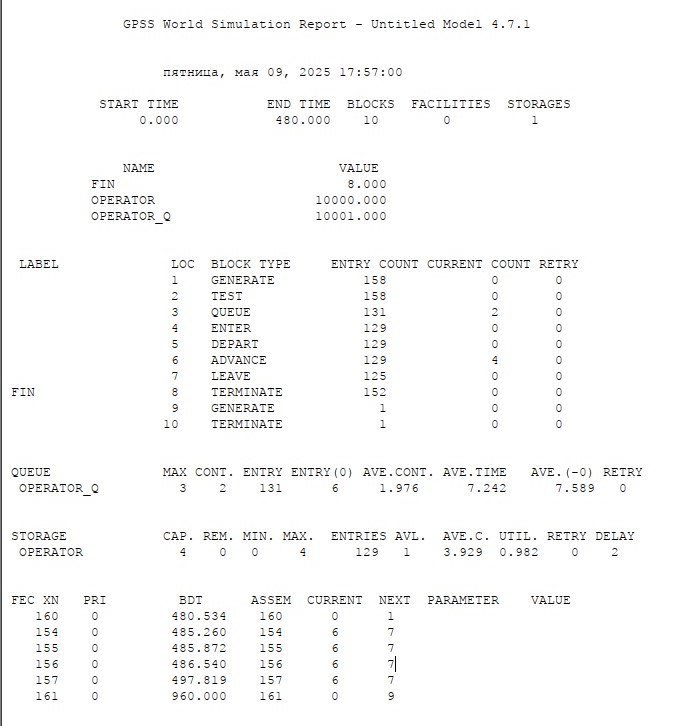 GPSS World Simulation Report - Untitled Model 4.7.1
пятница, мая 09, 2025 17:57:00
START TIME END TIME BLOCKS FACILITIES STORAGES
0.000 480.000 10 0 1
NAME VALUE
FIN 8.000
OPERATOR 10000.000
OPERATOR_Q 10001.000
LABEL LOC BLOCK TYPE ENTRY COUNT CURRENT COUNT RETRY
1 GENERATE 158 0 0
2 TEST 158 0 0
3 QUEUE 131 2 0
4 ENTER 129 0 0
5 DEPART 129 0 0
6 ADVANCE 129 4 0
7 LEAVE 125 0 0
FIN 8 TERMINATE 152 0 0
9 GENERATE 1 0 0
10 TERMINATE 1 0 0
QUEUE MAX CONT. ENTRY ENTRY(0) AVE.CONT. AVE.TIME AVE.(-0) RETRY
OPERATOR_Q 3 2 131 6 1.976 7.242 7.589 0
STORAGE CAP. REM. MIN. MAX. ENTRIES AVL. AVE.C. UTIL. RETRY DELAY
OPERATOR 4 0 0 4 129 1 3.929 0.982 0 2
FEC XN PRI BDT ASSEM CURRENT NEXT PARAMETER VALUE
160 0 480.534 160 0 1
154 0 485.260 154 6 7
155 0 485.872 155 6 7
156 0 486.540 156 6 7
157 0 497.819 157 6 7
161 0 960.000 161 0 9